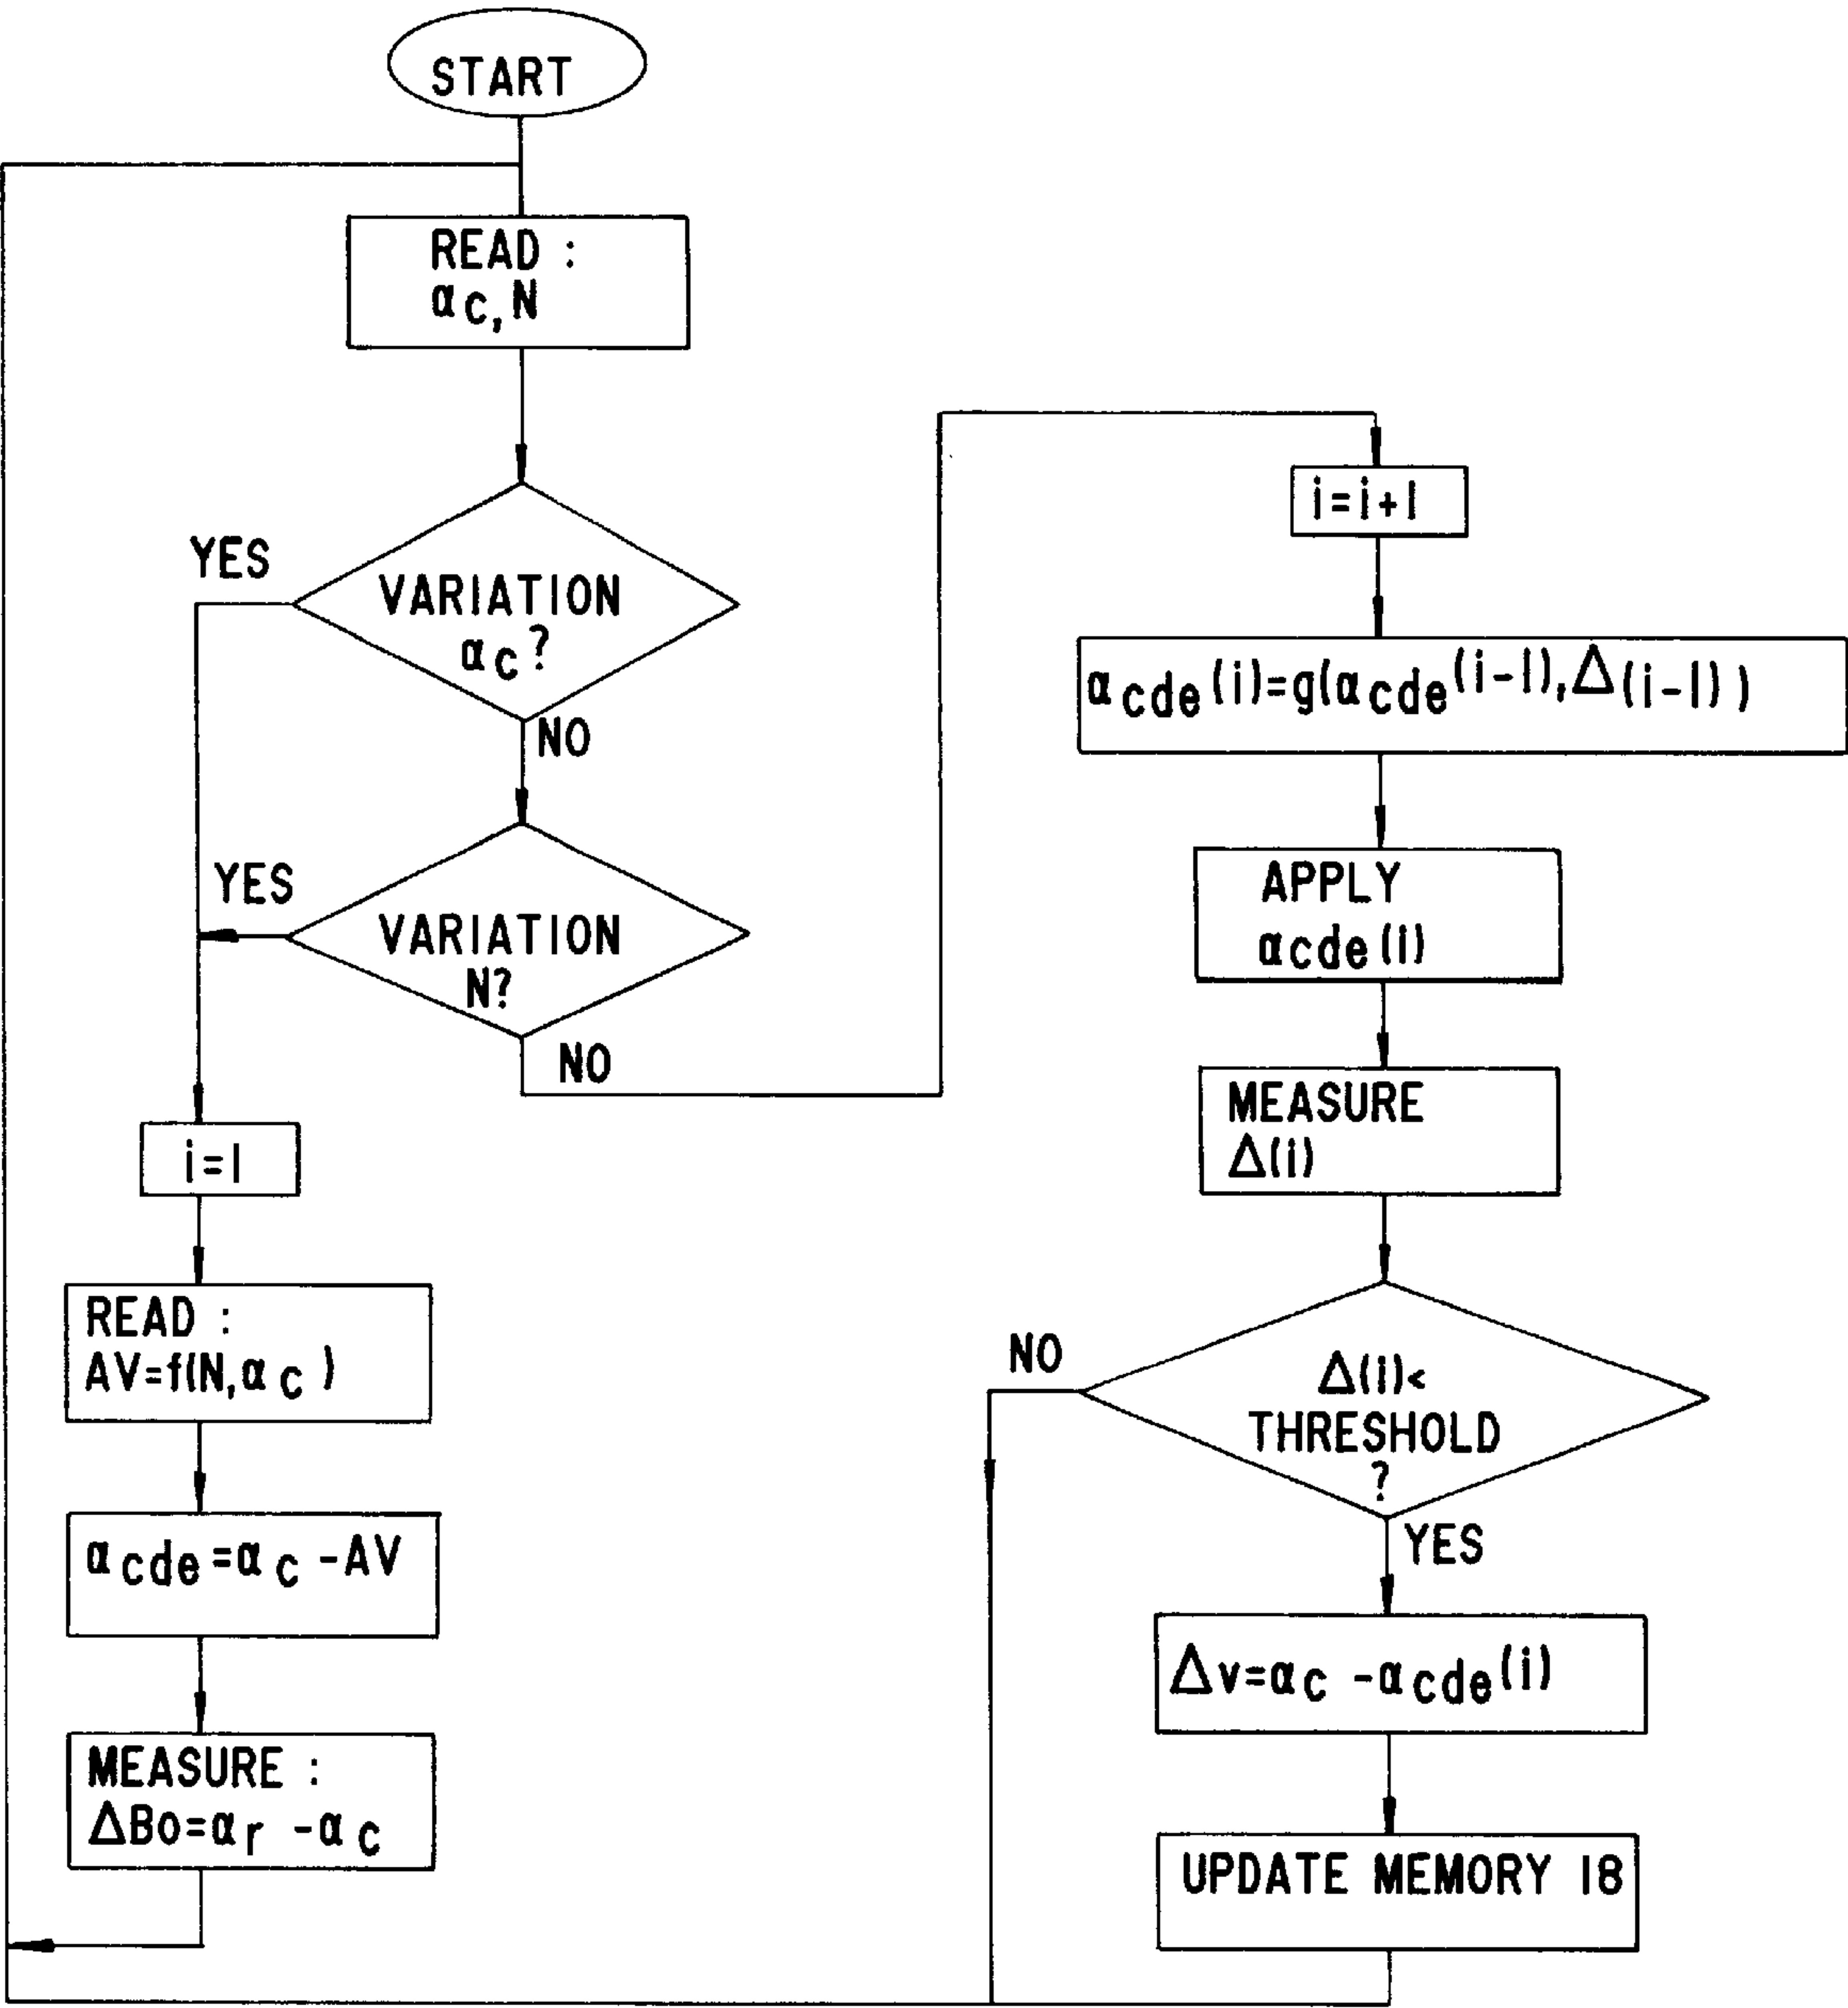 START
READ :
αc, N
YES
VARIATION
αc?
NO
YES
VARIATION
N?
NO
i=1
READ :
AV=f(N,αc)
αcde=αc -AV
MEASURE :
ΔBo=αr -αc
i=i+1
αcde(i)=g(αcde(i-1),Δ(i-1))
APPLY
αcde(i)
MEASURE
Δ(i)
NO
Δ(i)<
THRESHOLD
?
YES
Δv=αc -αcde(i)
UPDATE MEMORY 18